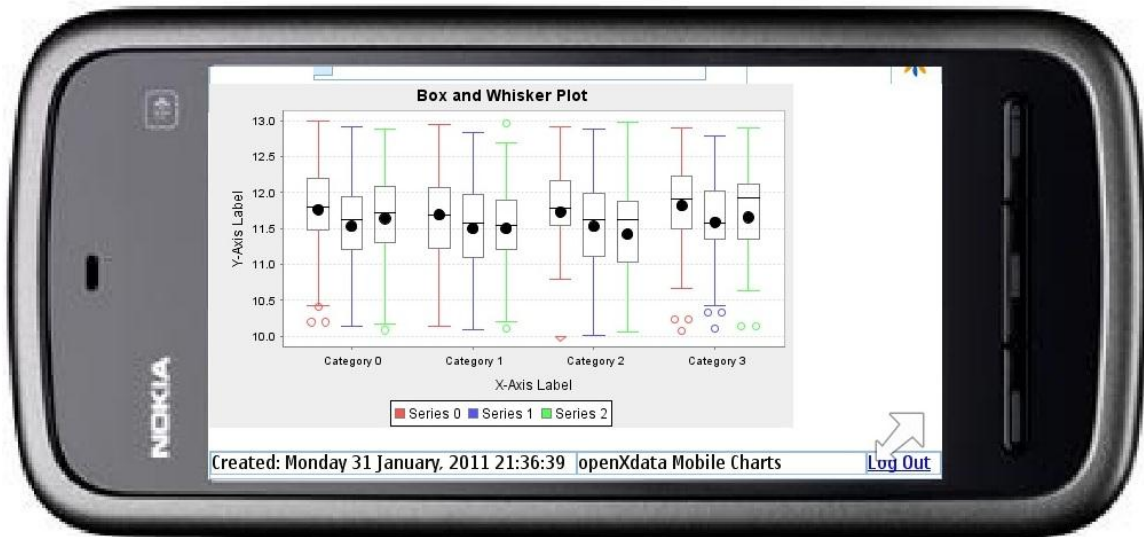 Box and Whisker Plot
13.0
12.5
12.0
11.5
11.0
10.5
10.0
Y-Axis Label
Category 0 Category 1 Category 2 Category 3
X-Axis Label
Series 0 Series 1 Series 2
NOKIA
Created: Monday 31 January, 2011 21:36:39 openXdata Mobile Charts Log Out